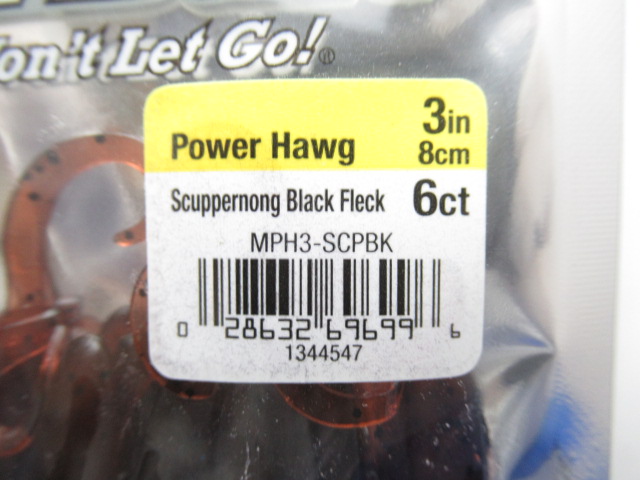 on't Let Go!®
Power Hawg
3in
8cm
Scuppernong Black Fleck 6ct
MPH3-SCPBK
0 28632 69699 6
1344547